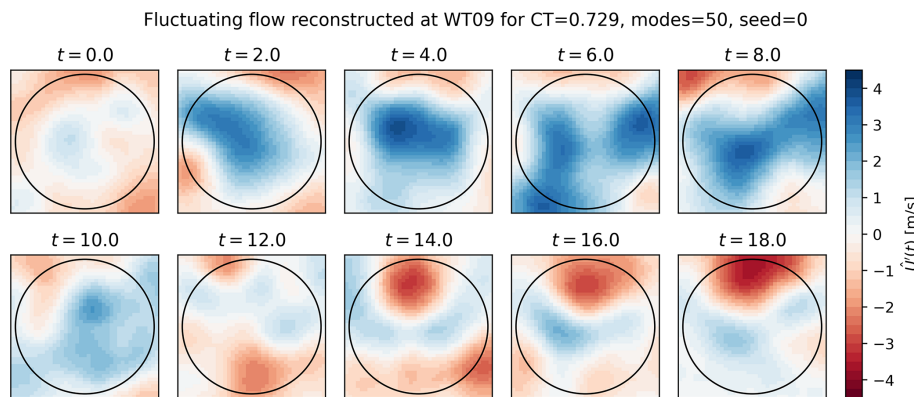 Fluctuating flow reconstructed at WT09 for CT=0.729, modes=50, seed=0
t = 0.0
t = 2.0
t = 4.0
t = 6.0
t = 8.0
4
3
2
1
0
−1
−2
−3
−4
t = 10.0
t = 12.0
t = 14.0
t = 16.0
t = 18.0